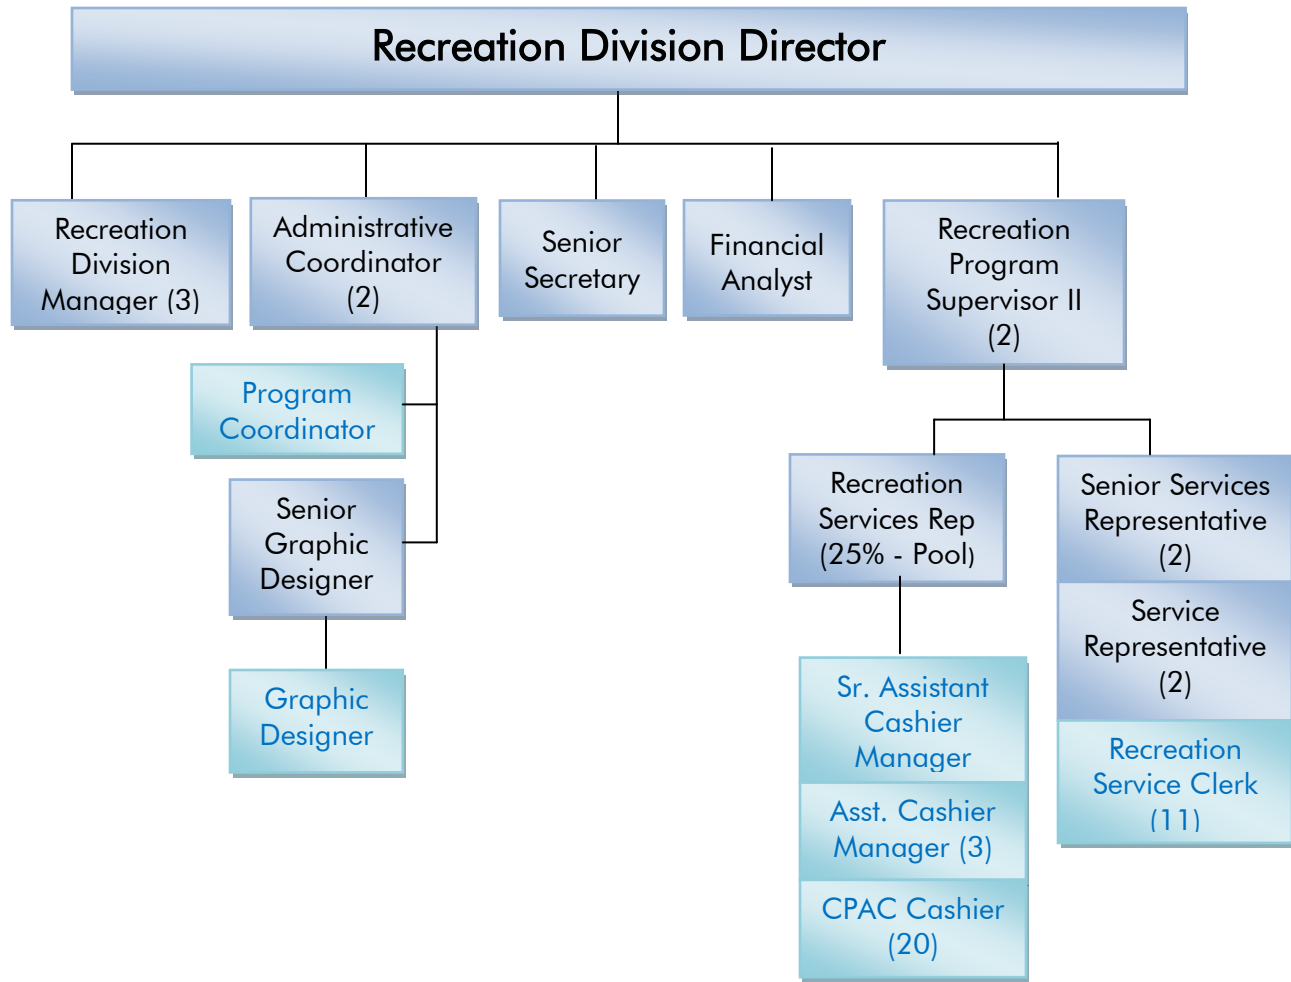 Recreation Division Director
Recreation
Division
Manager (3)
Administrative
Coordinator
(2)
Senior
Secretary
Financial
Analyst
Recreation
Program
Supervisor II
(2)
Program
Coordinator
Senior
Graphic
Designer
Graphic
Designer
Recreation
Services Rep
(25% - Pool)
Sr. Assistant
Cashier
Manager
Asst. Cashier
Manager (3)
CPAC Cashier
(20)
Senior Services
Representative
(2)
Service
Representative
(2)
Recreation
Service Clerk
(11)